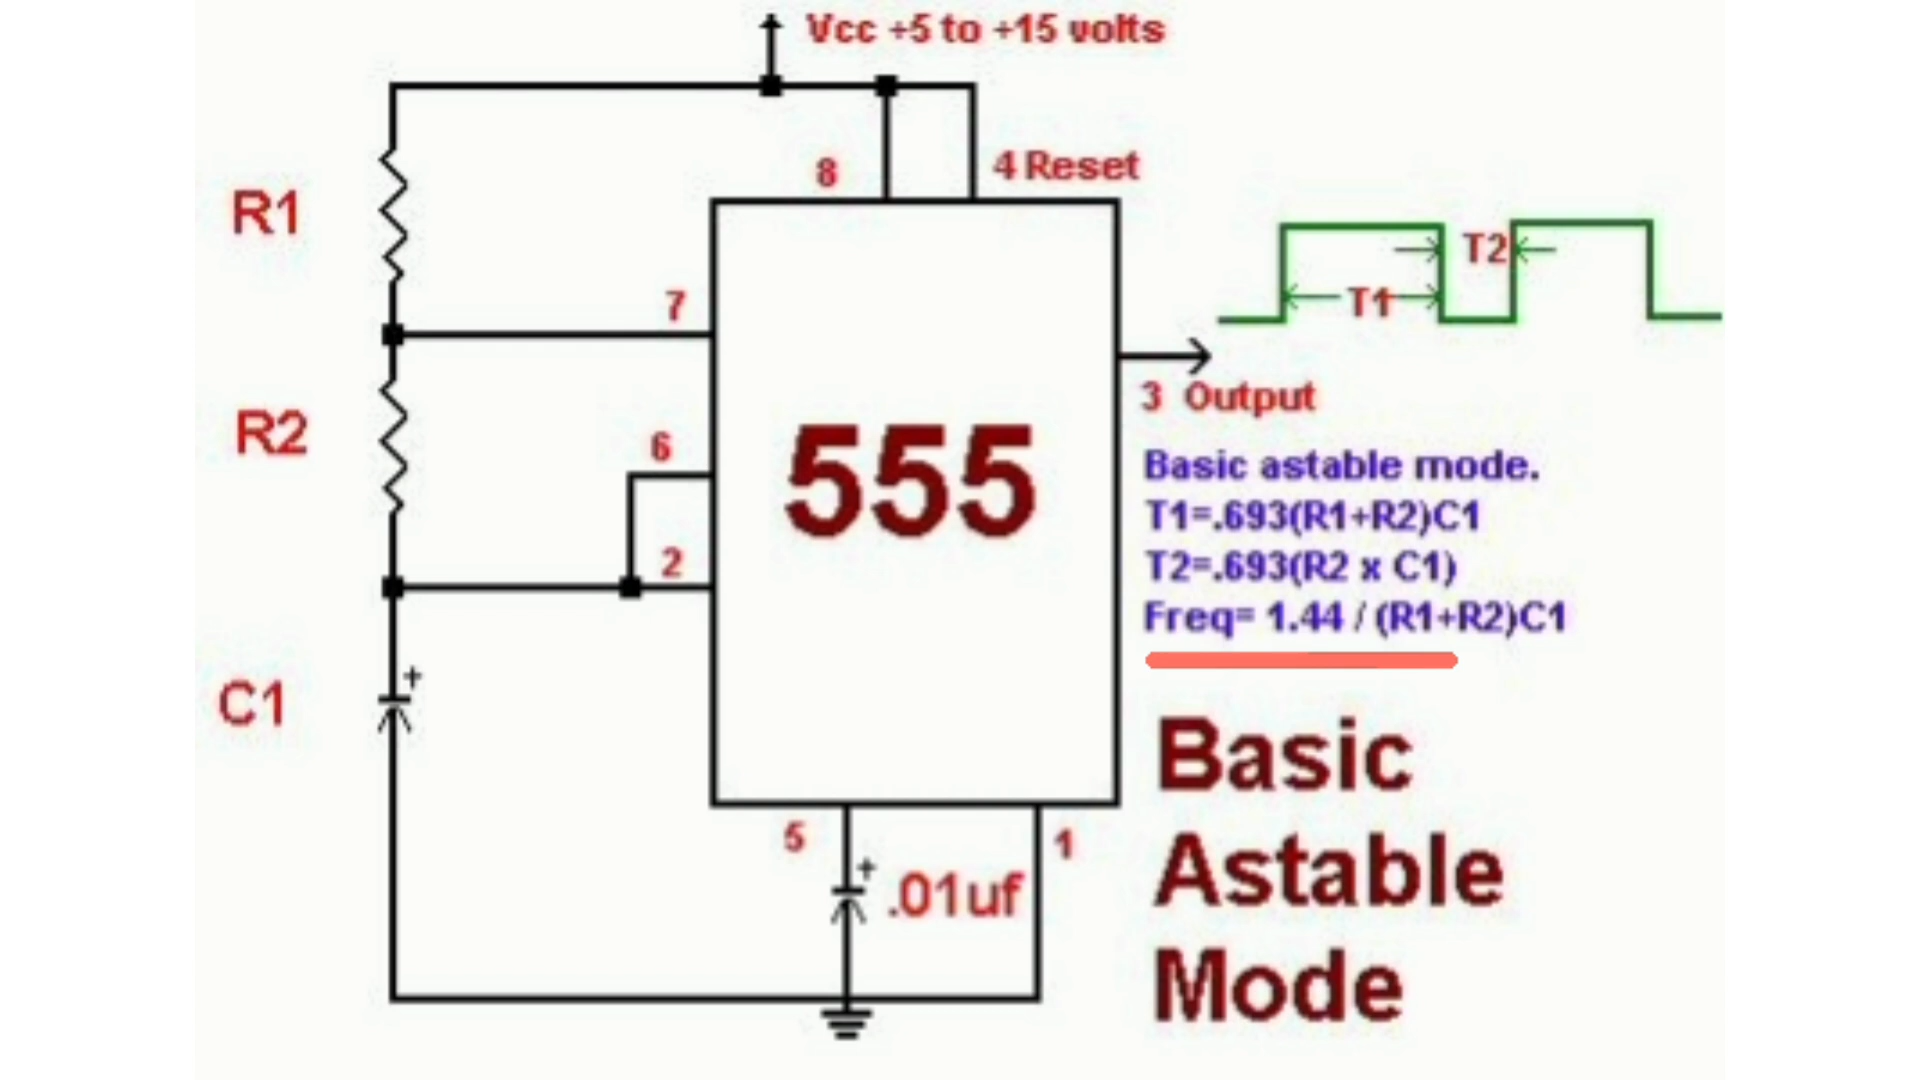 Vcc +5 to +15 volts
8
4 Reset
R1
7
T2
T1
3 Output
R2
6
555
Basic astable mode.
T1=.693(R1+R2)C1
2
T2=.693(R2 x C1)
Freq= 1.44 / (R1+R2)C1
C1
+
Basic
5
1
+
.01uf
Astable
Mode